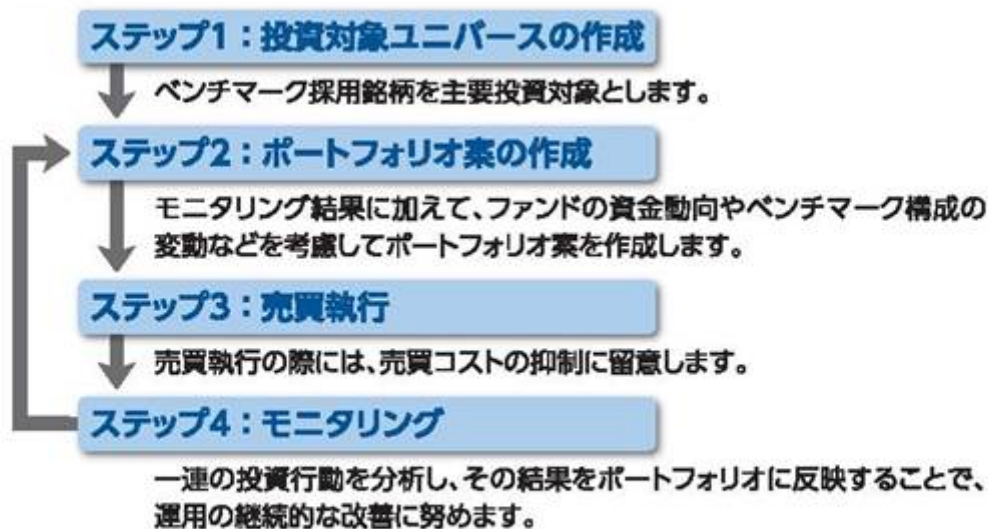 ステップ1：投資対象ユニバースの作成
ベンチマーク採用銘柄を主要投資対象とします。
ステップ2：ポートフォリオ案の作成
モニタリング結果に加えて、ファンドの資金動向やベンチマーク構成の
変動などを考慮してポートフォリオ案を作成します。
ステップ3：売買執行
売買執行の際には、売買コストの抑制に留意します。
ステップ4：モニタリング
一連の投資行動を分析し、その結果をポートフォリオに反映することで、
運用の継続的な改善に努めます。